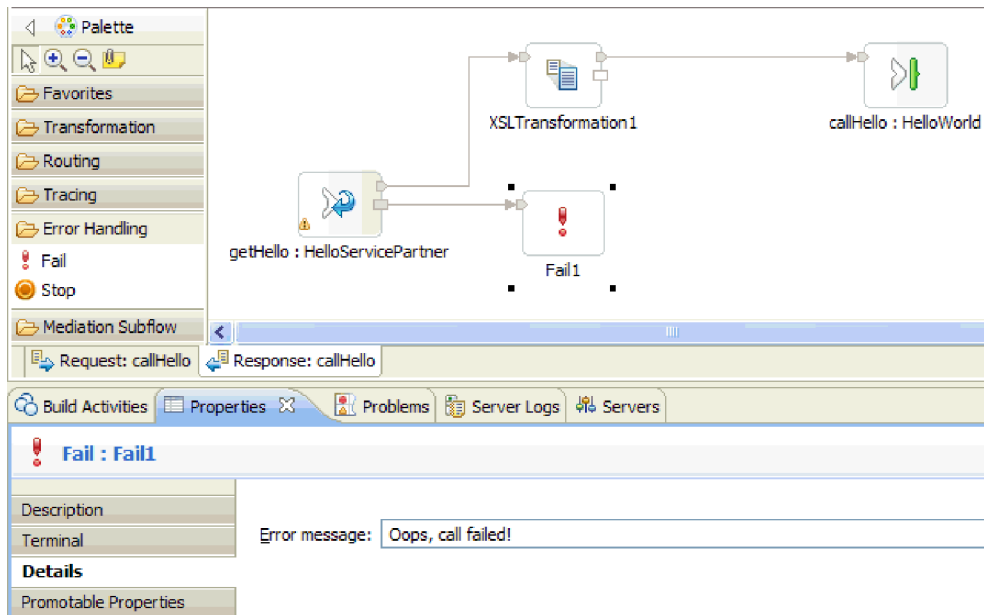 Palette
Favorites
Transformation
Routing
Tracing
Error Handling
Fail
Stop
Mediation Subflow
XSLTransformation1
callHello : HelloWorld
getHello : HelloServicePartner
Fail1
Request: callHello
Response: callHello
Build Activities
Properties
Problems
Server Logs
Servers
Fail : Fail1
Description
Terminal
Details
Promotable Properties
Error message: Oops, call failed!